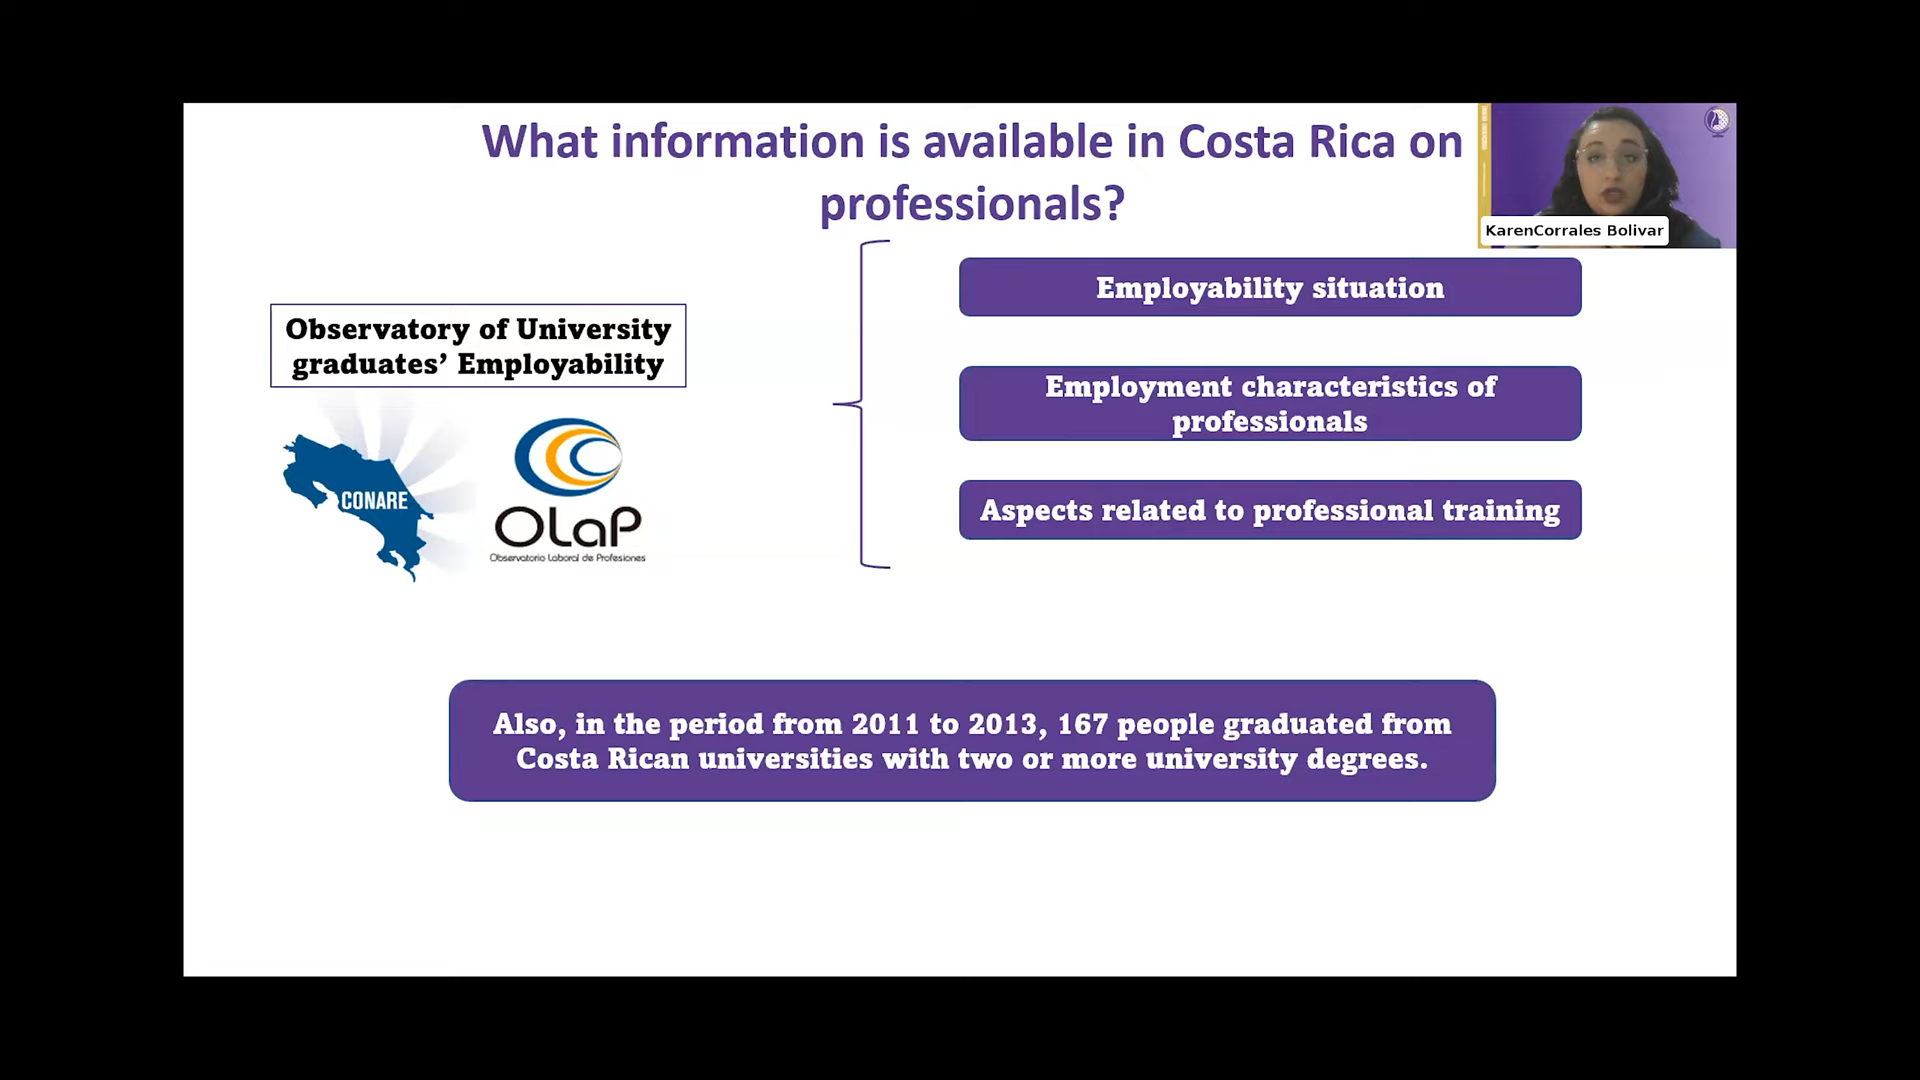 What information is available in Costa Rica on
professionals?
KarenCorrales Bolivar
Observatory of University
graduates’ Employability
CONARE
OLaP
Observatorio Laboral de Profesiones
Employability situation
Employment characteristics of
professionals
Aspects related to professional training
Also, in the period from 2011 to 2013, 167 people graduated from
Costa Rican universities with two or more university degrees.